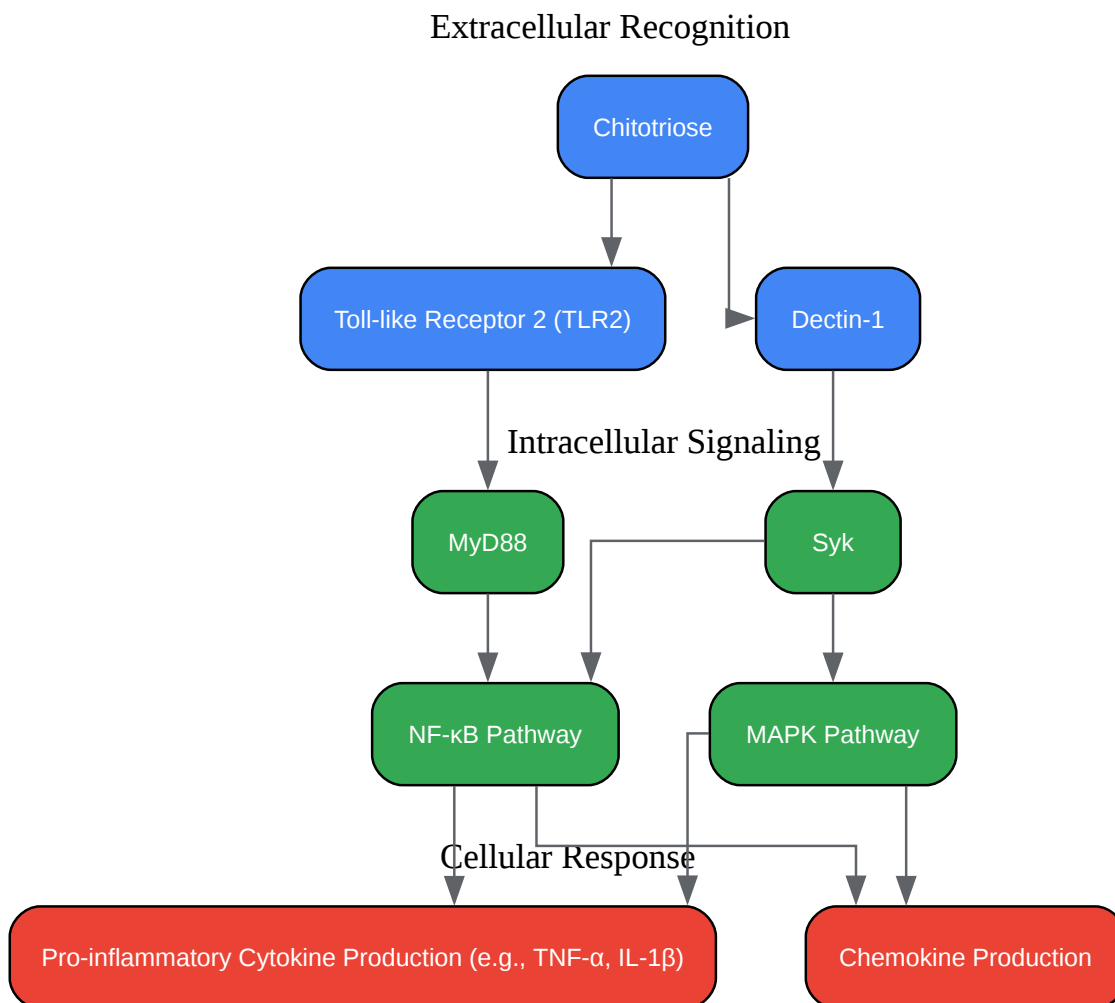 Extracellular Recognition
Chitotriose
Toll-like Receptor 2 (TLR2)
Dectin-1
Intracellular Signaling
MyD88
Syk
NF-κB Pathway
MAPK Pathway
Cellular Response
Pro-inflammatory Cytokine Production (e.g., TNF-α, IL-1β)
Chemokine Production